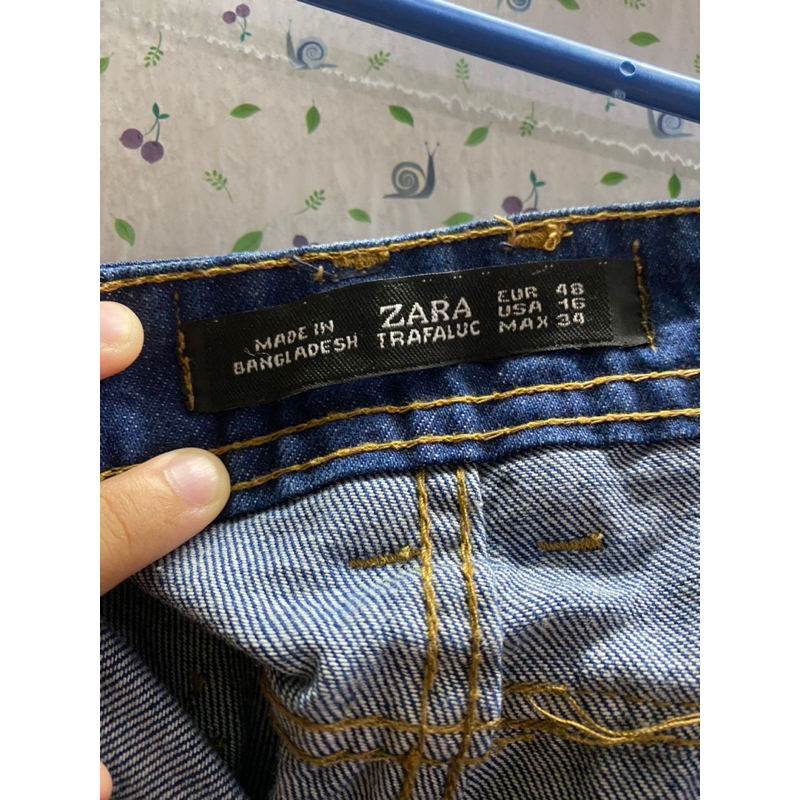 MADE IN
BANGLADESH
ZARA
TRAFALUC
EUR 48
USA 16
MAX 34